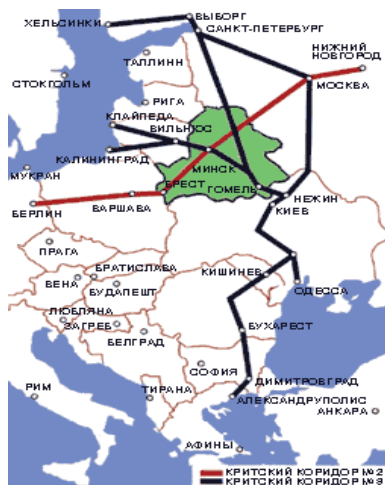 ХЕЛЬСИНКИ
ВЫБОРГ
САНКТ-ПЕТЕРБУРГ
ТАЛЛИНН
НИЖНИЙ
НОВГОРОД
СТОКГОЛЬМ
МОСКВА
РИГА
КЛАЙПЕДА
ВИЛЬНЮС
КАЛИНИНГРАД
МИНСК
МУКРАН
БРЕСТ
ГОМЕЛЬ
БЕРЛИН
ВАРШАВА
НЕЖИН
КИЕВ
ПРАГА
БРАТИСЛАВА
КИШИНЕВ
ВЕНА
БУДАПЕШТ
ОДЕССА
ЛЮБЛЯНА
ЗАГРЕБ
БЕЛГРАД
БУХАРЕСТ
СОФИЯ
ДИМИТРОВГРАД
РИМ
ТИРАНА
АЛЕКСАНДРУПОЛИС
АНКАРА
АФИНЫ
КРИТСКИЙ КОРИДОР №2
КРИТСКИЙ КОРИДОР №9